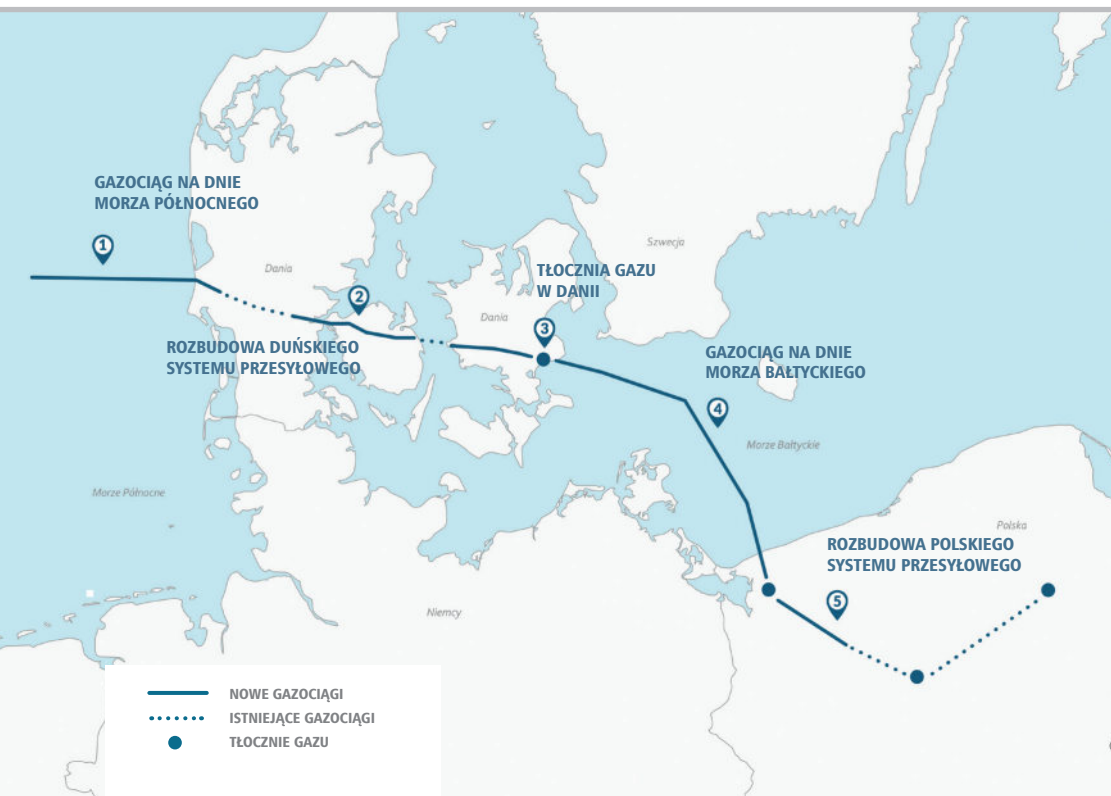 GAZOCIĄG NA DNIE
MORZA PÓŁNOCNEGO
1
Szwecja
Dania
TŁOCZNIA GAZU
W DANII
2
Dania
3
ROZBUDOWA DUŃSKIEGO
SYSTEMU PRZESYŁOWEGO
GAZOCIĄG NA DNIE
MORZA BAŁTYCKIEGO
4
Morze Bałtyckie
Morze Północne
Polska
ROZBUDOWA POLSKIEGO
SYSTEMU PRZESYŁOWEGO
5
Niemcy
NOWE GAZOCIĄGI
ISTNIEJĄCE GAZOCIĄGI
TŁOCZNIE GAZU